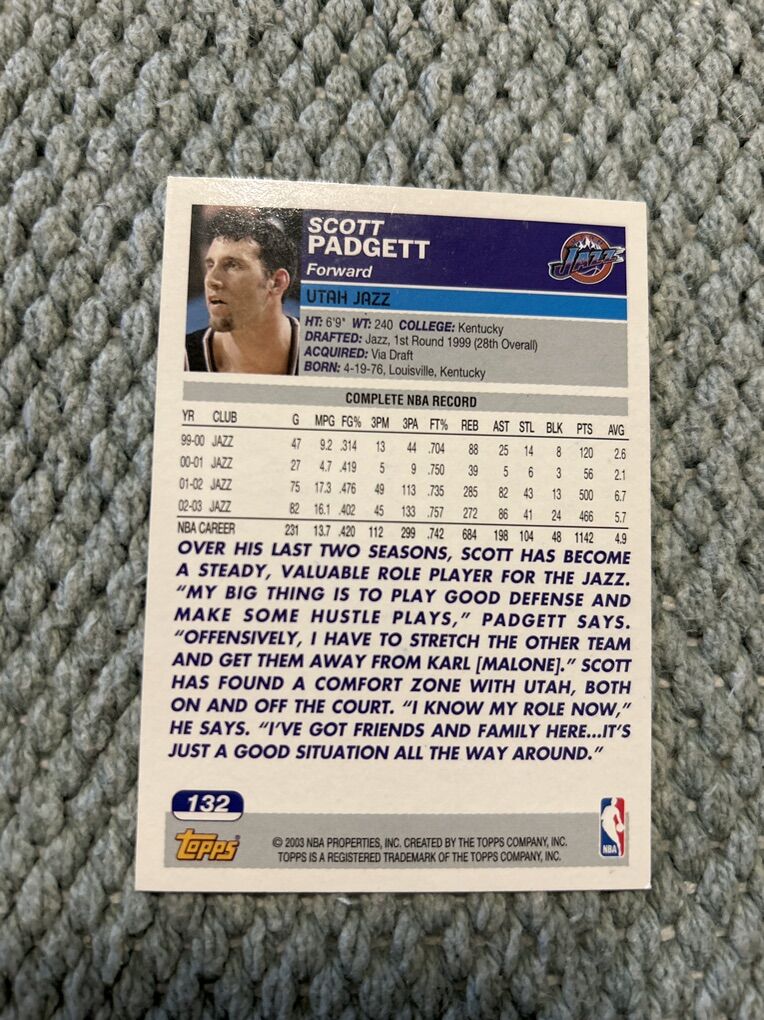 SCOTT
PADGETT
Forward
JAZZ
UTAH JAZZ
HT: 6'9" WT: 240 COLLEGE: Kentucky
DRAFTED: Jazz, 1st Round 1999 (28th Overall)
ACQUIRED: Via Draft
BORN: 4-19-76, Louisville, Kentucky
COMPLETE NBA RECORD
YR CLUB G MPG FG% 3PM 3PA FT% REB AST STL BLK PTS AVG
99-00 JAZZ 47 9.2 .314 13 44 .704 88 25 14 8 120 2.6
00-01 JAZZ 27 4.7 .419 5 9 .750 39 5 6 3 56 2.1
01-02 JAZZ 75 17.3 .476 49 113 .735 285 82 43 13 500 6.7
02-03 JAZZ 82 16.1 .402 45 133 .757 272 86 41 24 466 5.7
NBA CAREER 231 13.7 .420 112 299 .742 684 198 104 48 1142 4.9
OVER HIS LAST TWO SEASONS, SCOTT HAS BECOME
A STEADY, VALUABLE ROLE PLAYER FOR THE JAZZ.
"MY BIG THING IS TO PLAY GOOD DEFENSE AND
MAKE SOME HUSTLE PLAYS," PADGETT SAYS.
"OFFENSIVELY, I HAVE TO STRETCH THE OTHER TEAM
AND GET THEM AWAY FROM KARL [MALONE]." SCOTT
HAS FOUND A COMFORT ZONE WITH UTAH, BOTH
ON AND OFF THE COURT. "I KNOW MY ROLE NOW,"
HE SAYS. "I'VE GOT FRIENDS AND FAMILY HERE...IT'S
JUST A GOOD SITUATION ALL THE WAY AROUND."
132
topps®
© 2003 NBA PROPERTIES, INC. CREATED BY THE TOPPS COMPANY, INC.
TOPPS IS A REGISTERED TRADEMARK OF THE TOPPS COMPANY, INC.
NBA